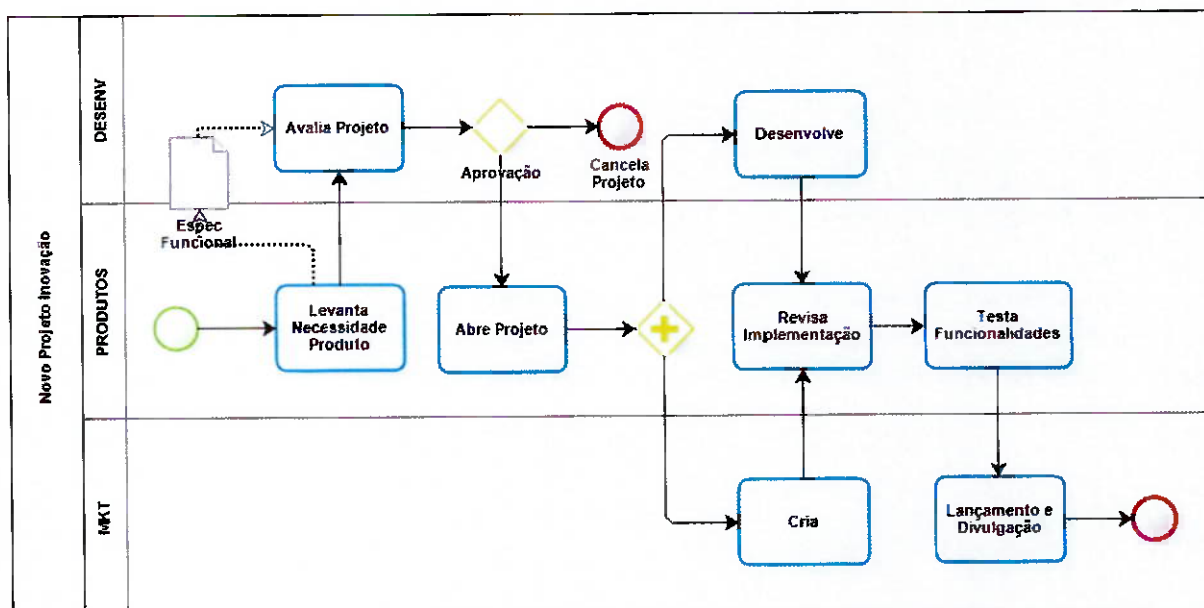 Novo Projeto Inovação
DESENV
Avalia Projeto
Aprovação
Cancela
Projeto
Desenvolve
Espec
Funcional
PRODUTOS
Levanta
Necessidade
Produto
Abre Projeto
Revisa
Implementação
Testa
Funcionalidades
MKT
Cria
Lançamento e
Divulgação